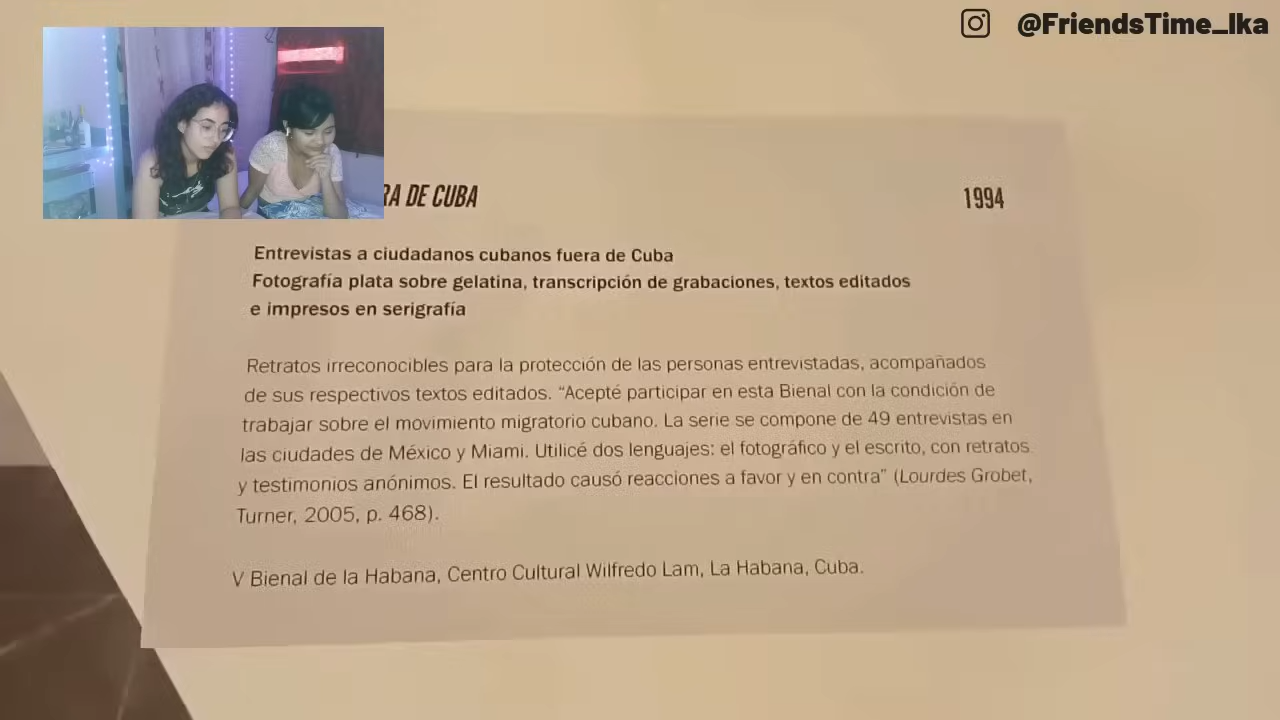 @FriendsTime_Ika
RA DE CUBA
1994
Entrevistas a ciudadanos cubanos fuera de Cuba
Fotografía plata sobre gelatina, transcripción de grabaciones, textos editados
e impresos en serigrafía
Retratos irreconocibles para la protección de las personas entrevistadas, acompañados
de sus respectivos textos editados. “Acepté participar en esta Bienal con la condición de
trabajar sobre el movimiento migratorio cubano. La serie se compone de 49 entrevistas en
las ciudades de México y Miami. Utilicé dos lenguajes: el fotográfico y el escrito, con retratos
y testimonios anónimos. El resultado causó reacciones a favor y en contra” (Lourdes Grobet,
Turner, 2005, p. 468).
V Bienal de la Habana, Centro Cultural Wilfredo Lam, La Habana, Cuba.